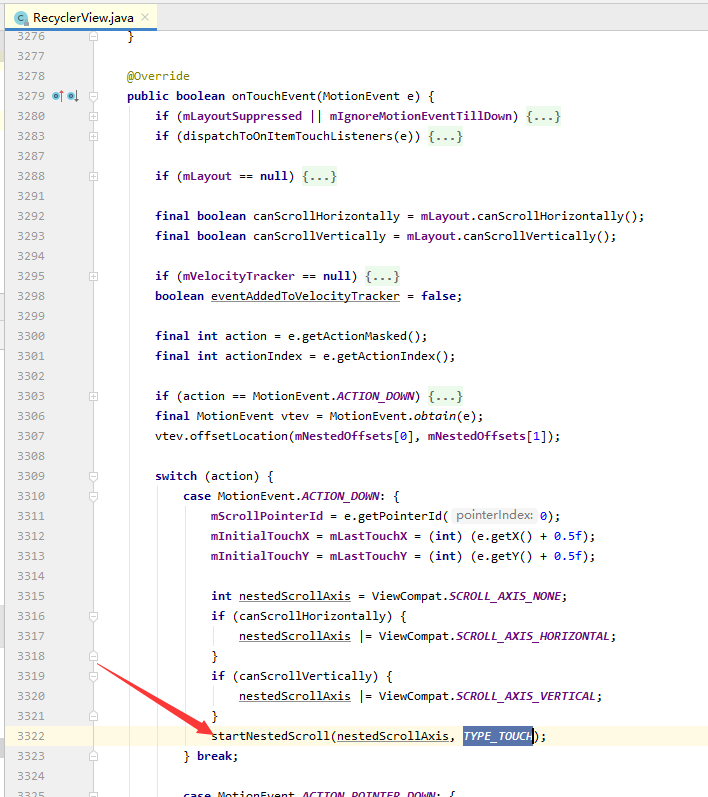 RecyclerView.java
3276 }
3277
3278 @Override
3279 public boolean onTouchEvent(MotionEvent e) {
3280 if (mLayoutSuppressed || mIgnoreMotionEventTillDown) {...}
3283 if (dispatchToOnItemTouchListeners(e)) {...}
3287
3288 if (mLayout == null) {...}
3291
3292 final boolean canScrollHorizontally = mLayout.canScrollHorizontally();
3293 final boolean canScrollVertically = mLayout.canScrollVertically();
3294
3295 if (mVelocityTracker == null) {...}
3298 boolean eventAddedToVelocityTracker = false;
3299
3300 final int action = e.getActionMasked();
3301 final int actionIndex = e.getActionIndex();
3302
3303 if (action == MotionEvent.ACTION_DOWN) {...}
3306 final MotionEvent vtev = MotionEvent.obtain(e);
3307 vtev.offsetLocation(mNestedOffsets[0], mNestedOffsets[1]);
3308
3309 switch (action) {
3310 case MotionEvent.ACTION_DOWN: {
3311 mScrollPointerId = e.getPointerId( pointerIndex: 0);
3312 mInitialTouchX = mLastTouchX = (int) (e.getX() + 0.5f);
3313 mInitialTouchY = mLastTouchY = (int) (e.getY() + 0.5f);
3314
3315 int nestedScrollAxis = ViewCompat.SCROLL_AXIS_NONE;
3316 if (canScrollHorizontally) {
3317 nestedScrollAxis |= ViewCompat.SCROLL_AXIS_HORIZONTAL;
3318 }
3319 if (canScrollVertically) {
3320 nestedScrollAxis |= ViewCompat.SCROLL_AXIS_VERTICAL;
3321 }
3322 startNestedScroll(nestedScrollAxis, TYPE_TOUCH);
3323 } break;
3324
3325 case MotionEvent.ACTION_POINTER_DOWN: {